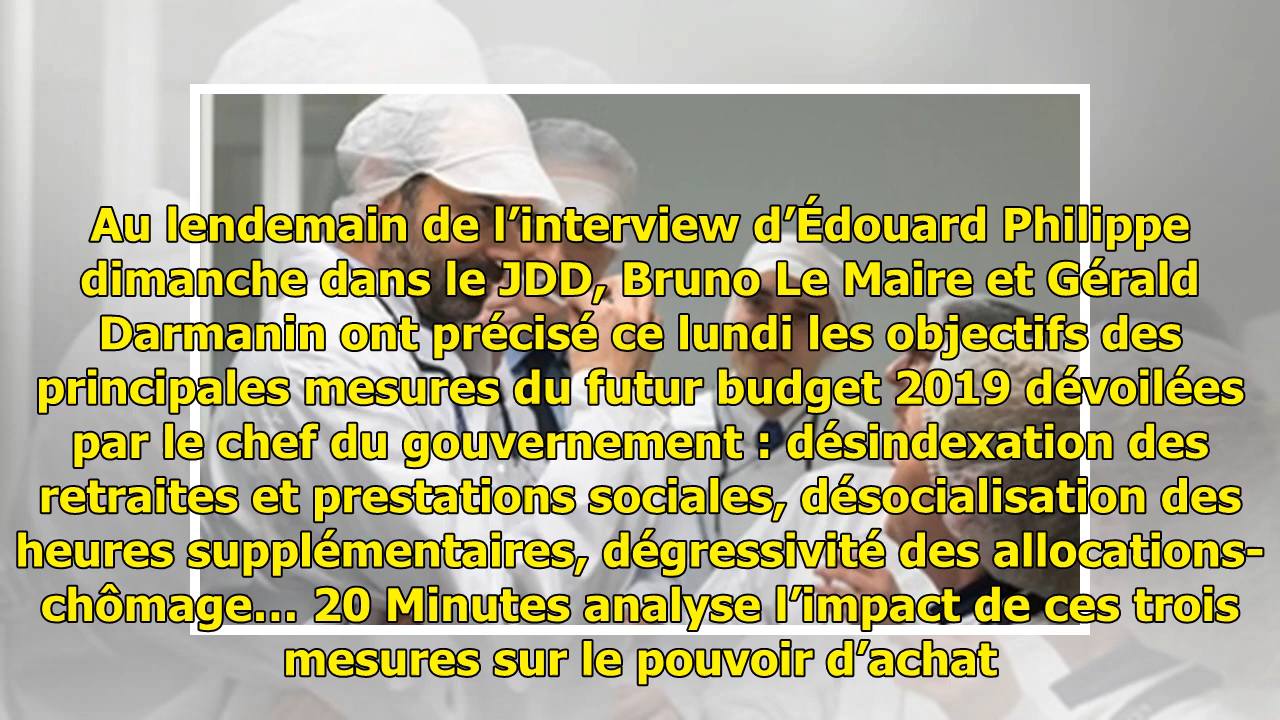 Au lendemain de l’interview d’Édouard Philippe
dimanche dans le JDD, Bruno Le Maire et Gérald
Darmanin ont précisé ce lundi les objectifs des
principales mesures du futur budget 2019 dévoilées
par le chef du gouvernement : désindexation des
retraites et prestations sociales, désocialisation des
heures supplémentaires, dégressivité des allocations-
chômage… 20 Minutes analyse l’impact de ces trois
mesures sur le pouvoir d’achat